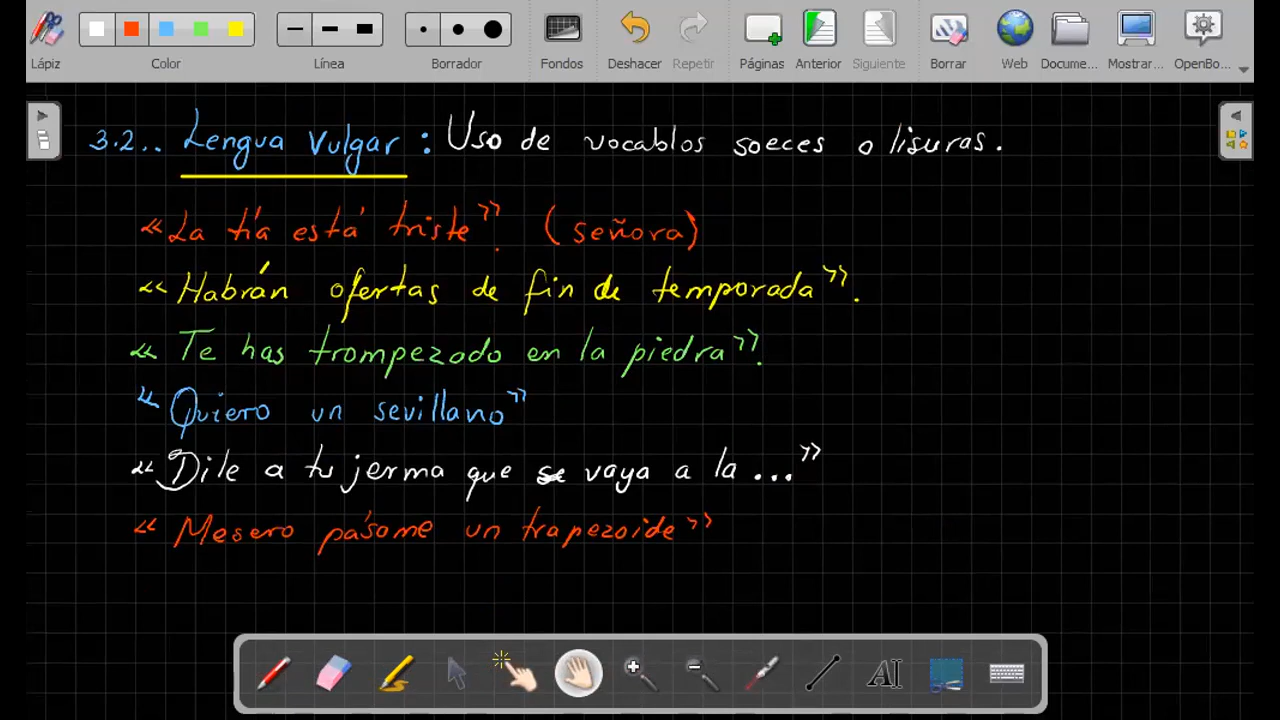 Lápiz Color Línea Borrador Fondos Deshacer Repetir Páginas Anterior Siguiente Borrar Web Docume... Mostrar... OpenBo...
3.2.. Lengua Vulgar : Uso de vocablos soeces o lisuras.
«La tía está triste». (señora)
«Habrán ofertas de fin de temporada».
«Te has trompezado en la piedra».
«Quiero un sevillano»
«Dile a tu jerma que se vaya a la ...»
«Mesero pásome un trapezoide»